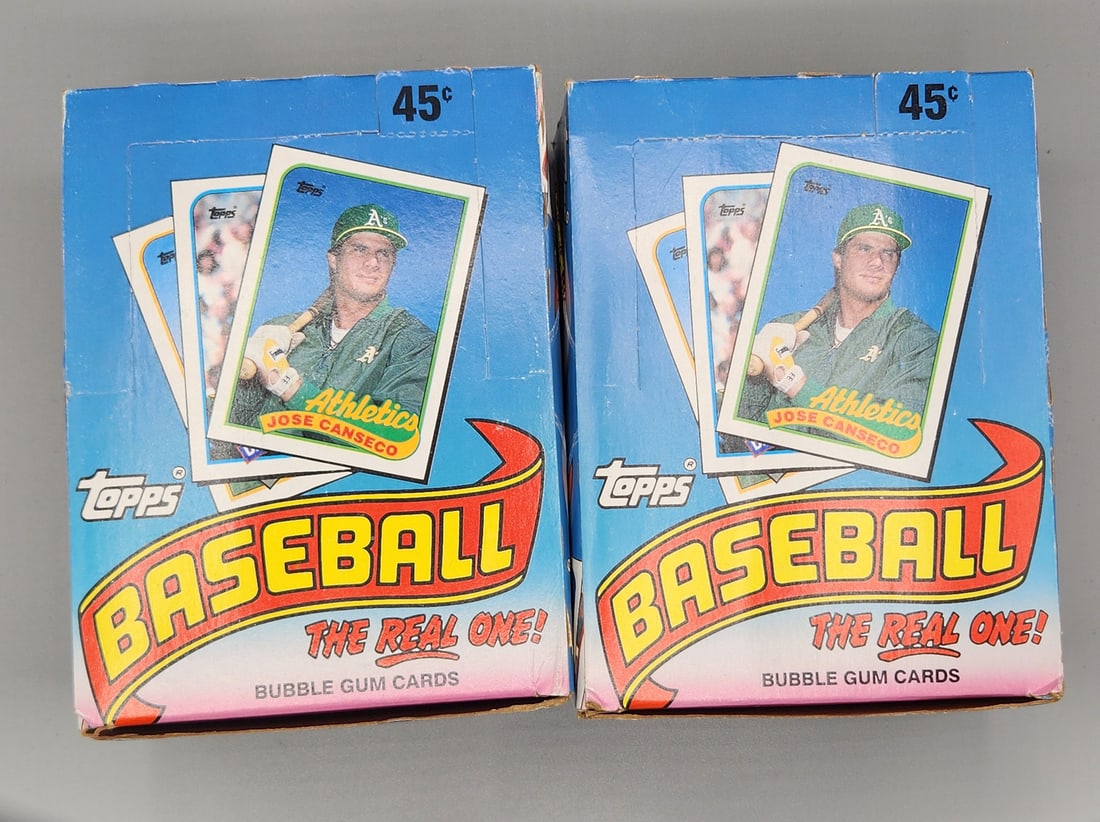 45¢
Topps
Topps
Topp
Athletics
JOSE CANSECO
Topps®
BASEBALL
THE REAL ONE!
BUBBLE GUM CARDS
45¢
Topps
Topps
Athletics
JOSE CANSECO
Topps®
BASEBALL
THE REAL ONE!
BUBBLE GUM CARDS